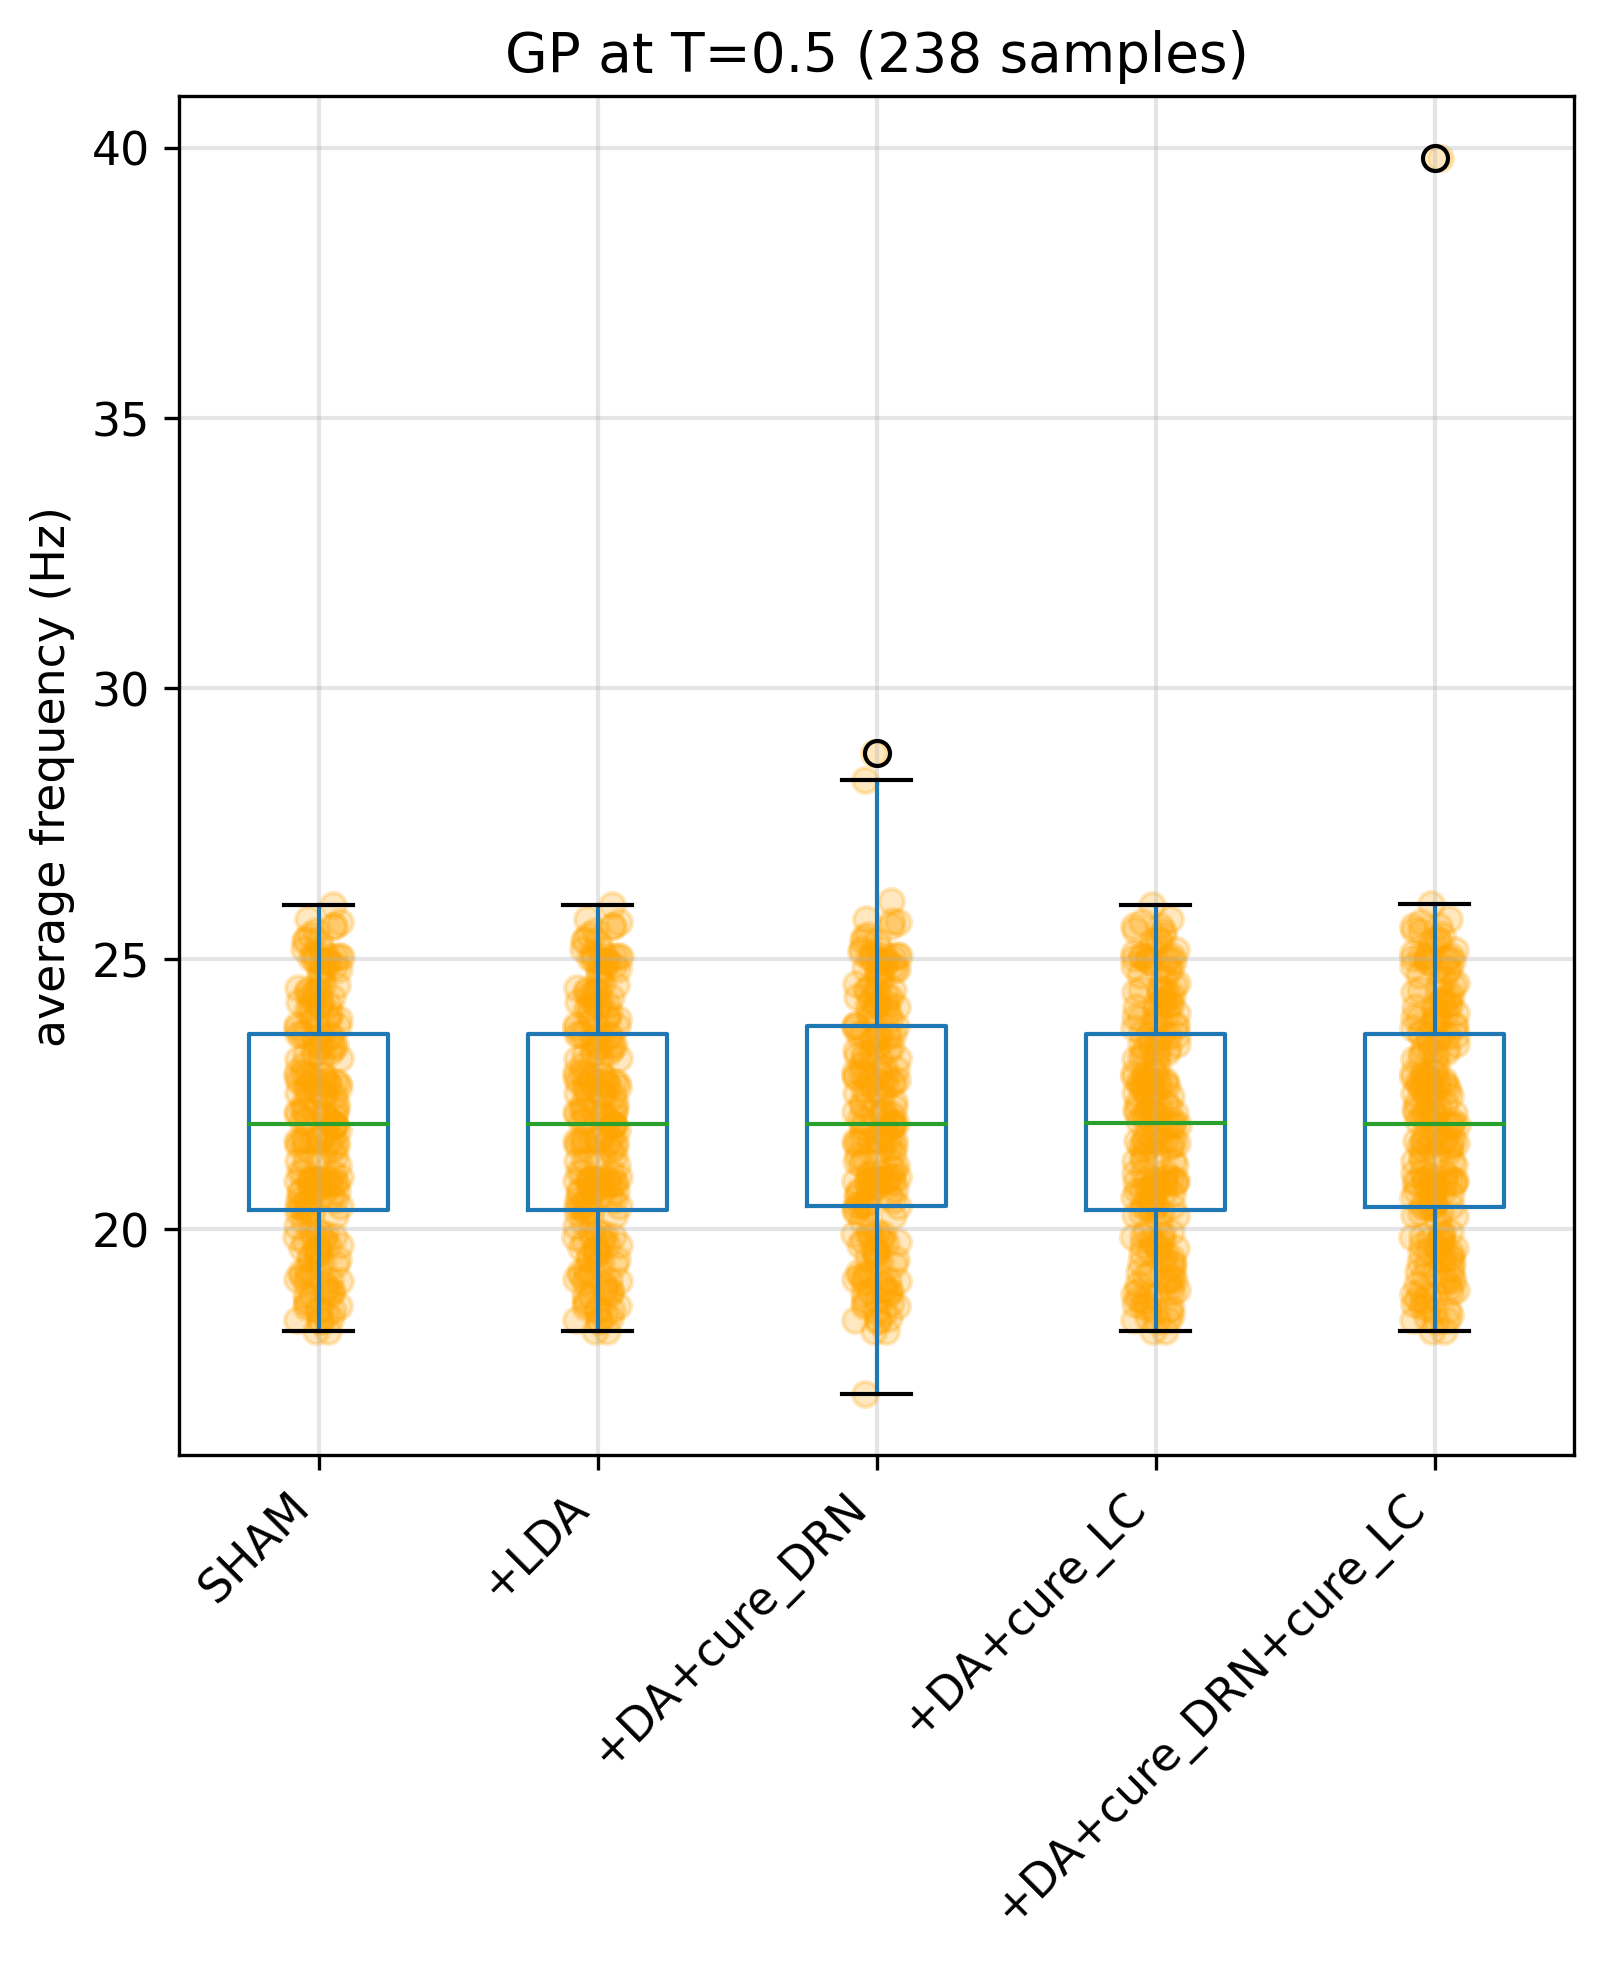 GP at T=0.5 (238 samples)
average frequency (Hz)
40
35
30
25
20
SHAM
+LDA
+DA+cure_DRN
+DA+cure_LC
+DA+cure_DRN+cure_LC